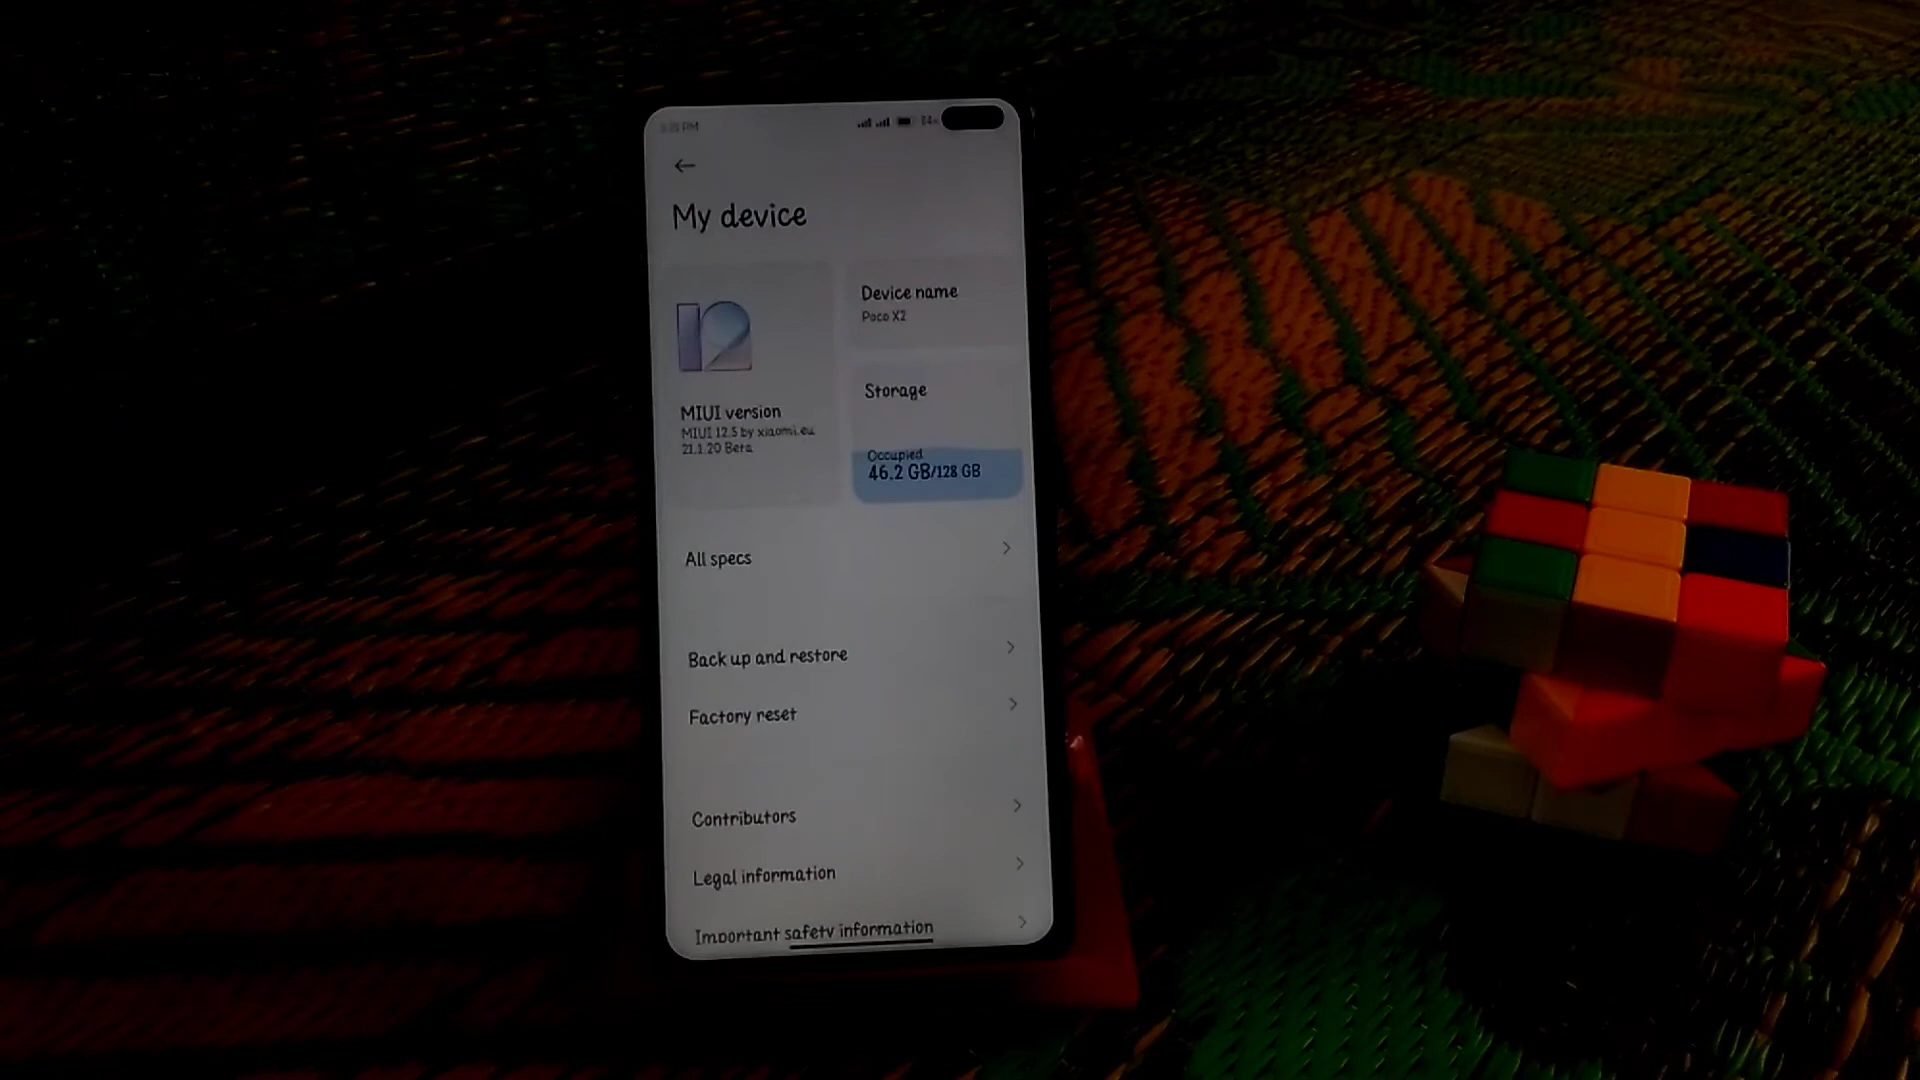 My device
12
Device name
Poco X2
MIUI version
MIUI 12.5 by xiaomi.eu
21.1.20 Beta
Storage
Occupied
46.2 GB/128 GB
All specs
Back up and restore
Factory reset
Contributors
Legal information
Important safety information